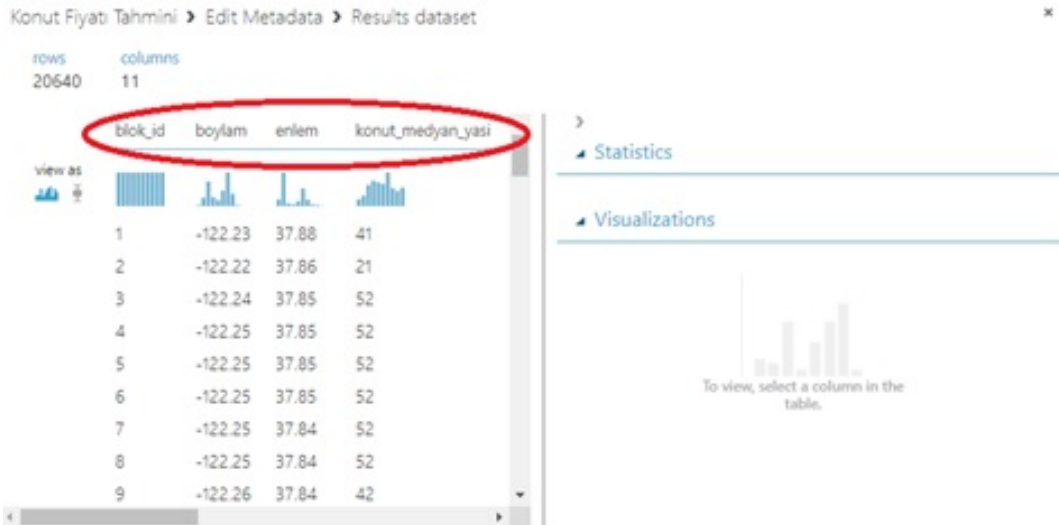 Konut Fiyatı Tahmini > Edit Metadata > Results dataset
rows columns
20640 11
blok_id boylam enlem konut_medyan_yasi
view as
1 -122.23 37.88 41
2 -122.22 37.86 21
3 -122.24 37.85 52
4 -122.25 37.85 52
5 -122.25 37.85 52
6 -122.25 37.85 52
7 -122.25 37.84 52
8 -122.25 37.84 52
9 -122.26 37.84 42
Statistics
Visualizations
To view, select a column in the
table.